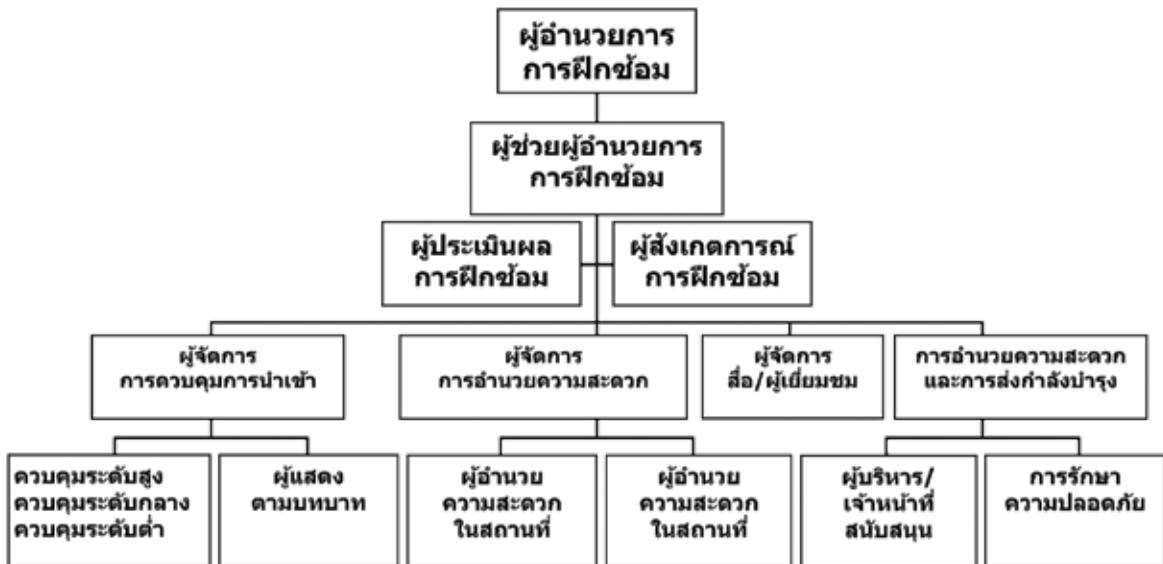 ผู้อำนวยการ
การฝึกซ้อม
ผู้ช่วยผู้อำนวยการ
การฝึกซ้อม
ผู้ประเมินผล
การฝึกซ้อม
ผู้สังเกตการณ์
การฝึกซ้อม
ผู้จัดการ
การควบคุมการนำเข้า
ผู้จัดการ
การอำนวยความสะดวก
ผู้จัดการ
สื่อ/ผู้เยี่ยมชม
การอำนวยความสะดวก
และการส่งกำลังบำรุง
ควบคุมระดับสูง
ควบคุมระดับกลาง
ควบคุมระดับต่ำ
ผู้แสดง
ตามบทบาท
ผู้อำนวย
ความสะดวก
ในสถานที่
ผู้อำนวย
ความสะดวก
ในสถานที่
ผู้บริหาร/
เจ้าหน้าที่
สนับสนุน
การรักษา
ความปลอดภัย